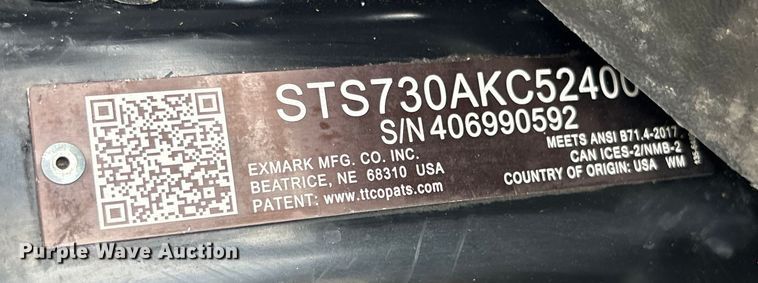 STS730AKC52400
S/N 406990592
EXMARK MFG. CO. INC.
BEATRICE, NE 68310 USA
PATENT: www.ttcopats.com
MEETS ANSI B71.4-2017
CAN ICES-2/NMB-2
COUNTRY OF ORIGIN: USA WM
Purple Wave Auction